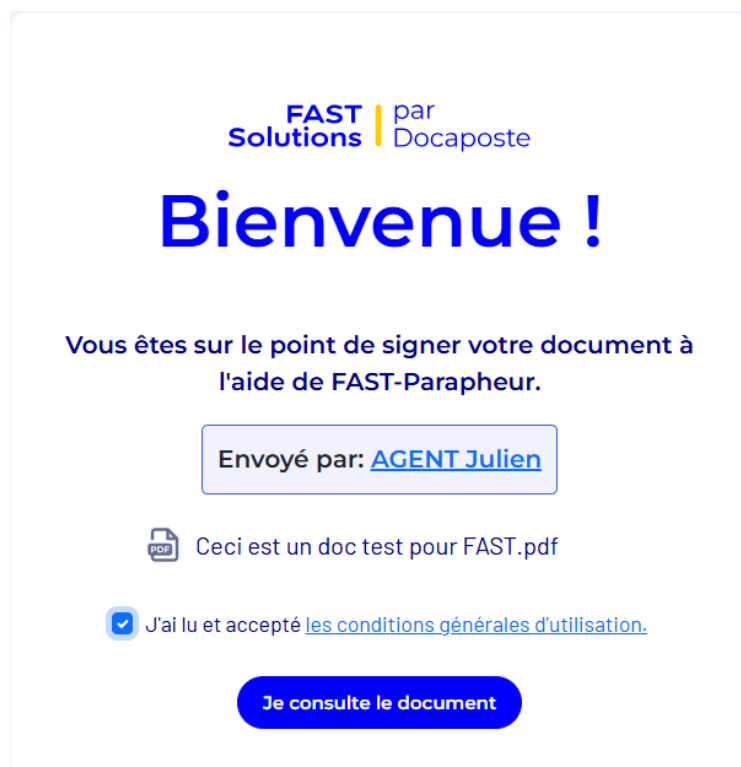 FAST Solutions | par Docaposte
Bienvenue !
Vous êtes sur le point de signer votre document à
l'aide de FAST-Parapheur.
Envoyé par: AGENT Julien
PDF Ceci est un doc test pour FAST.pdf
J'ai lu et accepté les conditions générales d'utilisation.
Je consulte le document